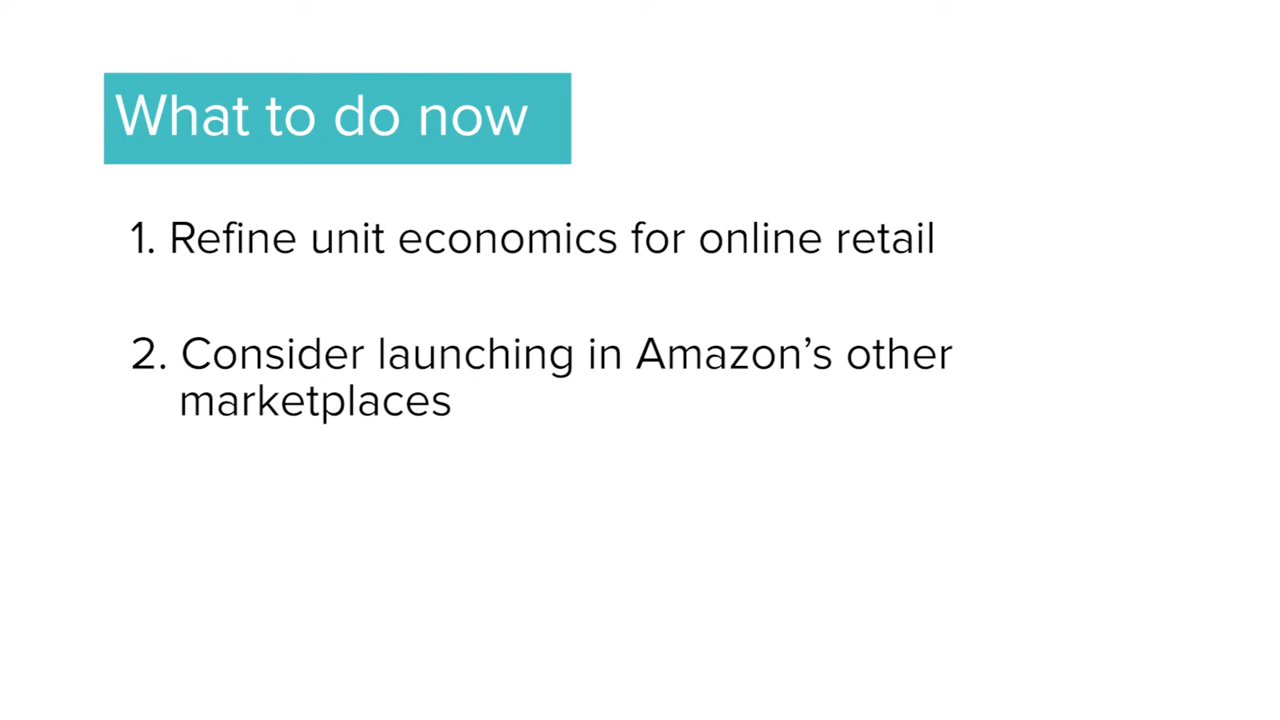 What to do now
1. Refine unit economics for online retail
2. Consider launching in Amazon’s other
marketplaces